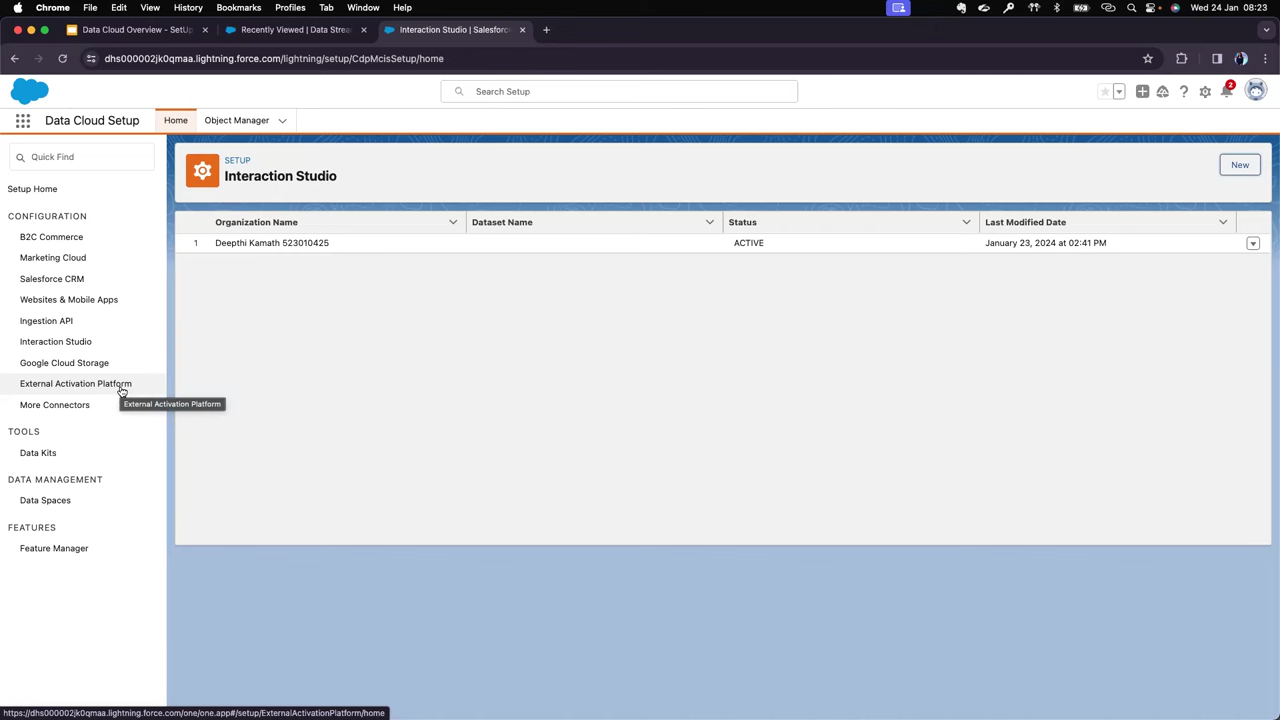 Chrome File Edit View History Bookmarks Profiles Tab Window Help Wed 24 Jan 08:23
Data Cloud Overview - SetU Recently Viewed | Data Strea Interaction Studio | Salesforc
dhs000002jk0qmaa.lightning.force.com/lightning/setup/CdpMcisSetup/home
Search Setup 2
Data Cloud Setup Home Object Manager
Quick Find
Setup Home
CONFIGURATION
B2C Commerce
Marketing Cloud
Salesforce CRM
Websites & Mobile Apps
Ingestion API
Interaction Studio
Google Cloud Storage
External Activation Platform
More Connectors
External Activation Platform
TOOLS
Data Kits
DATA MANAGEMENT
Data Spaces
FEATURES
Feature Manager
SETUP
Interaction Studio
New
Organization Name Dataset Name Status Last Modified Date
1 Deepthi Kamath 523010425 ACTIVE January 23, 2024 at 02:41 PM
https://dhs000002jk0qmaa.lightning.force.com/one/one.app#/setup/ExternalActivationPlatform/home